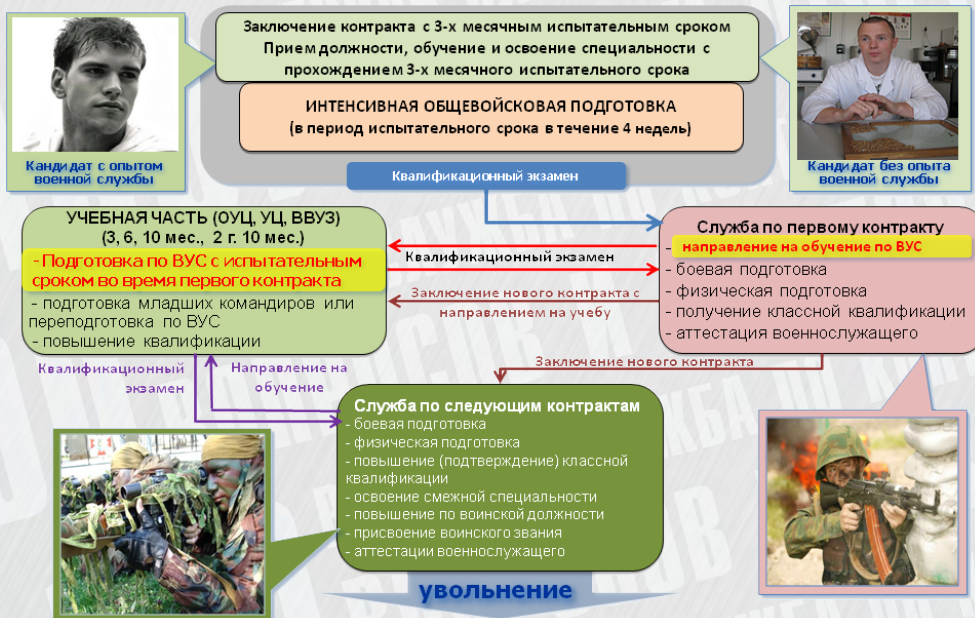 Заключение контракта с 3-х месячным испытательным сроком
Прием должности, обучение и освоение специальности с
прохождением 3-х месячного испытательного срока
ИНТЕНСИВНАЯ ОБЩЕВОЙСКОВАЯ ПОДГОТОВКА
(в период испытательного срока в течение 4 недель)
Кандидат с опытом
военной службы
Кандидат без опыта
военной службы
Квалификационный экзамен
УЧЕБНАЯ ЧАСТЬ (ОУЦ, УЦ, ВВУЗ)
(3, 6, 10 мес., 2 г. 10 мес.)
- Подготовка по ВУС с испытательным
сроком во время первого контракта
- подготовка младших командиров или
переподготовка по ВУС
- повышение квалификации
Квалификационный экзамен
Заключение нового контракта с
направлением на учебу
Служба по первому контракту
- направление на обучение по ВУС
- боевая подготовка
- физическая подготовка
- получение классной квалификации
- аттестация военнослужащего
Квалификационный
экзамен
Направление на
обучение
Заключение нового контракта
Служба по следующим контрактам
- боевая подготовка
- физическая подготовка
- повышение (подтверждение) классной
квалификации
- освоение смежной специальности
- повышение по воинской должности
- присвоение воинского звания
- аттестации военнослужащего
увольнение